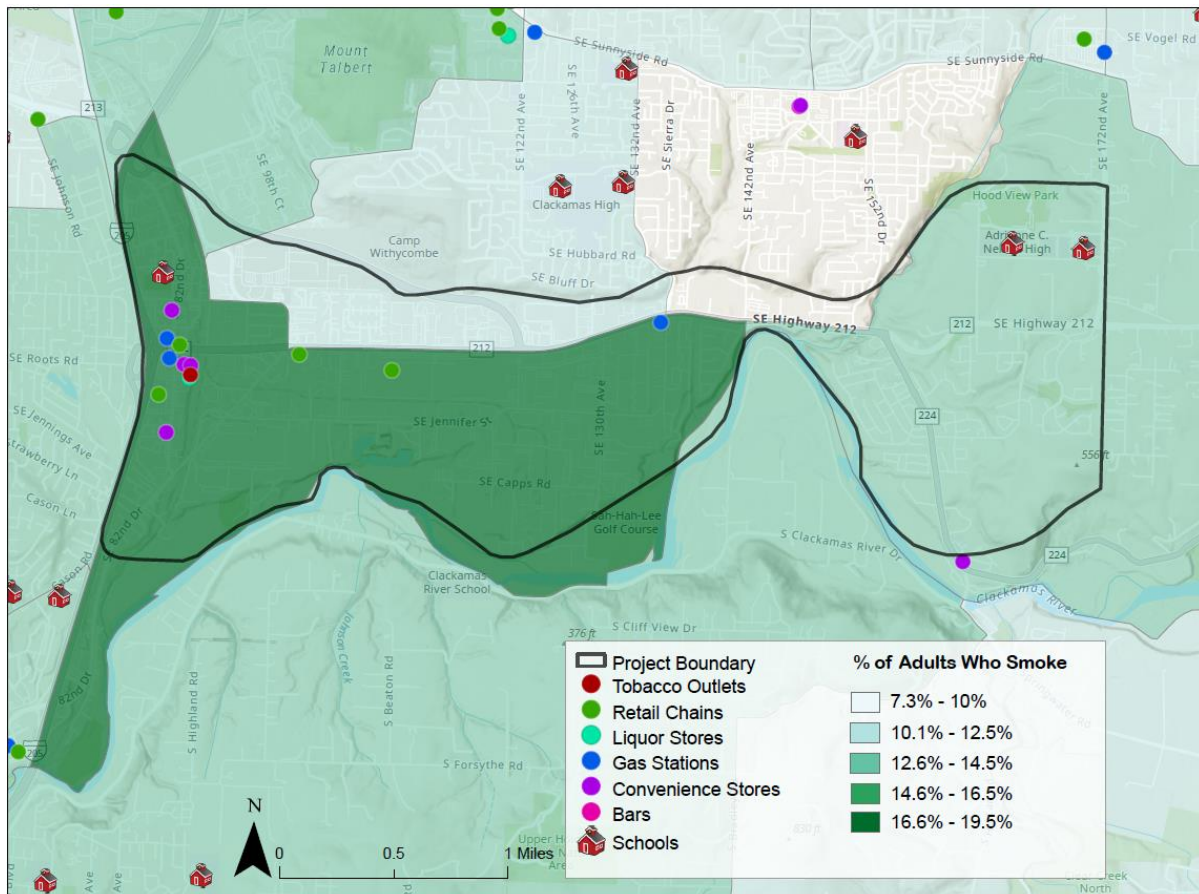 Mount
Talbert
SE Sunnyside Rd
SE Sunnyside Rd
SE Vogel Rd
213
SE 122nd Ave
SE 132nd Ave
SE Sierra Dr
SE 142nd Ave
SE 152nd Dr
SE 172nd Ave
SE Johnson Rd
SE 98th Ct
Clackamas High
Hood View Park
Camp
Withycombe
SE Hubbard Rd
SE Bluff Dr
82nd Dr
SE Highway 212
212
SE Highway 212
212
SE Roots Rd
SE Jennings Ave
Strawberry Ln
Cason Ln
SE Jennifer St
SE 130th Ave
224
556 ft
SE Capps Rd
Golf Course
S Clackamas River Dr
224
Clackamas
River School
Clackamas River
Johnson Creek
S Cliff View Dr
376 ft
S Highland Rd
S Beaton Rd
82nd Dr
205
S Forsythe Rd
Project Boundary
Tobacco Outlets
Retail Chains
Liquor Stores
Gas Stations
Convenience Stores
Bars
Schools
% of Adults Who Smoke
7.3% - 10%
10.1% - 12.5%
12.6% - 14.5%
14.6% - 16.5%
16.6% - 19.5%
N
0 0.5 1 Miles